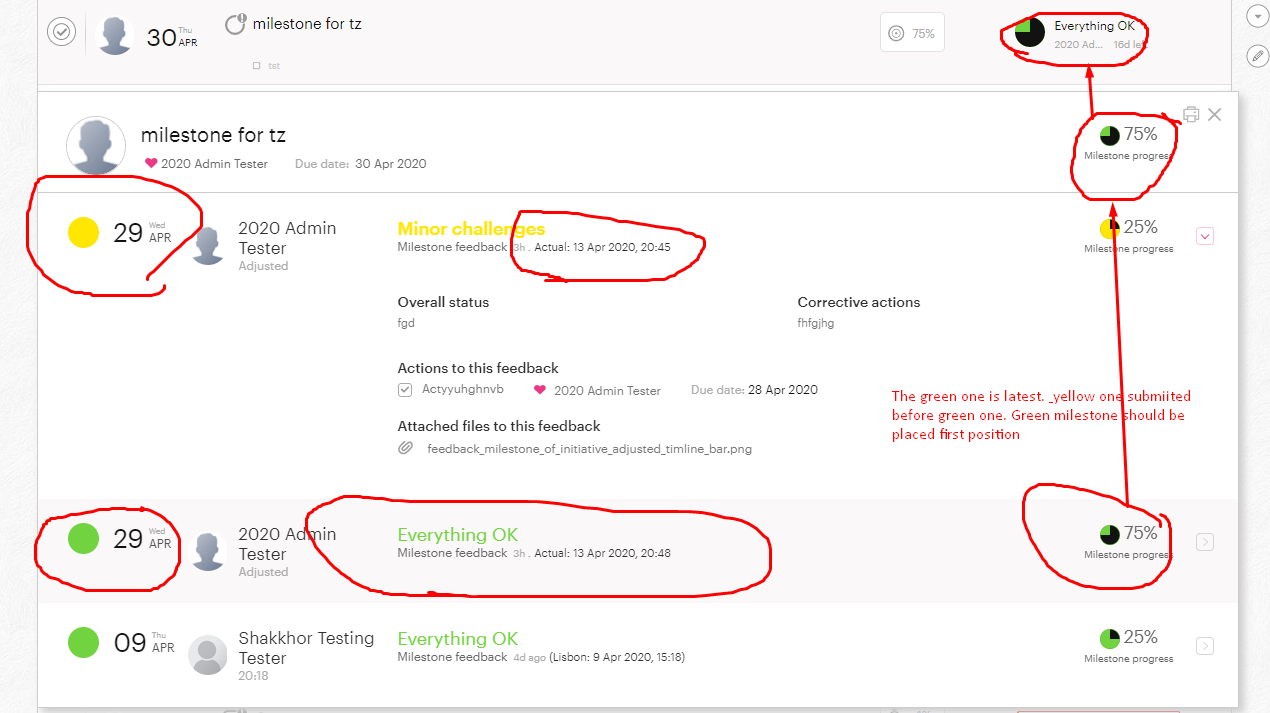 30 Thu APR
milestone for tz
tst
75%
Everything OK
2020 Ad... 16d left
milestone for tz
2020 Admin Tester Due date: 30 Apr 2020
75%
Milestone progress
29 Wed APR
2020 Admin Tester
Adjusted
Minor challenges
Milestone feedback 3h . Actual: 13 Apr 2020, 20:45
25%
Milestone progress
Overall status
fgd
Corrective actions
fhfgjhg
Actions to this feedback
Actyyuhghnvb 2020 Admin Tester Due date: 28 Apr 2020
Attached files to this feedback
feedback_milestone_of_initiative_adjusted_timline_bar.png
The green one is latest. _yellow one submiited
before green one. Green milestone should be
placed first position
29 Wed APR
2020 Admin Tester
Adjusted
Everything OK
Milestone feedback 3h . Actual: 13 Apr 2020, 20:48
75%
Milestone progress
09 Thu APR
Shakkhor Testing Tester
20:18
Everything OK
Milestone feedback 4d ago (Lisbon: 9 Apr 2020, 15:18)
25%
Milestone progress